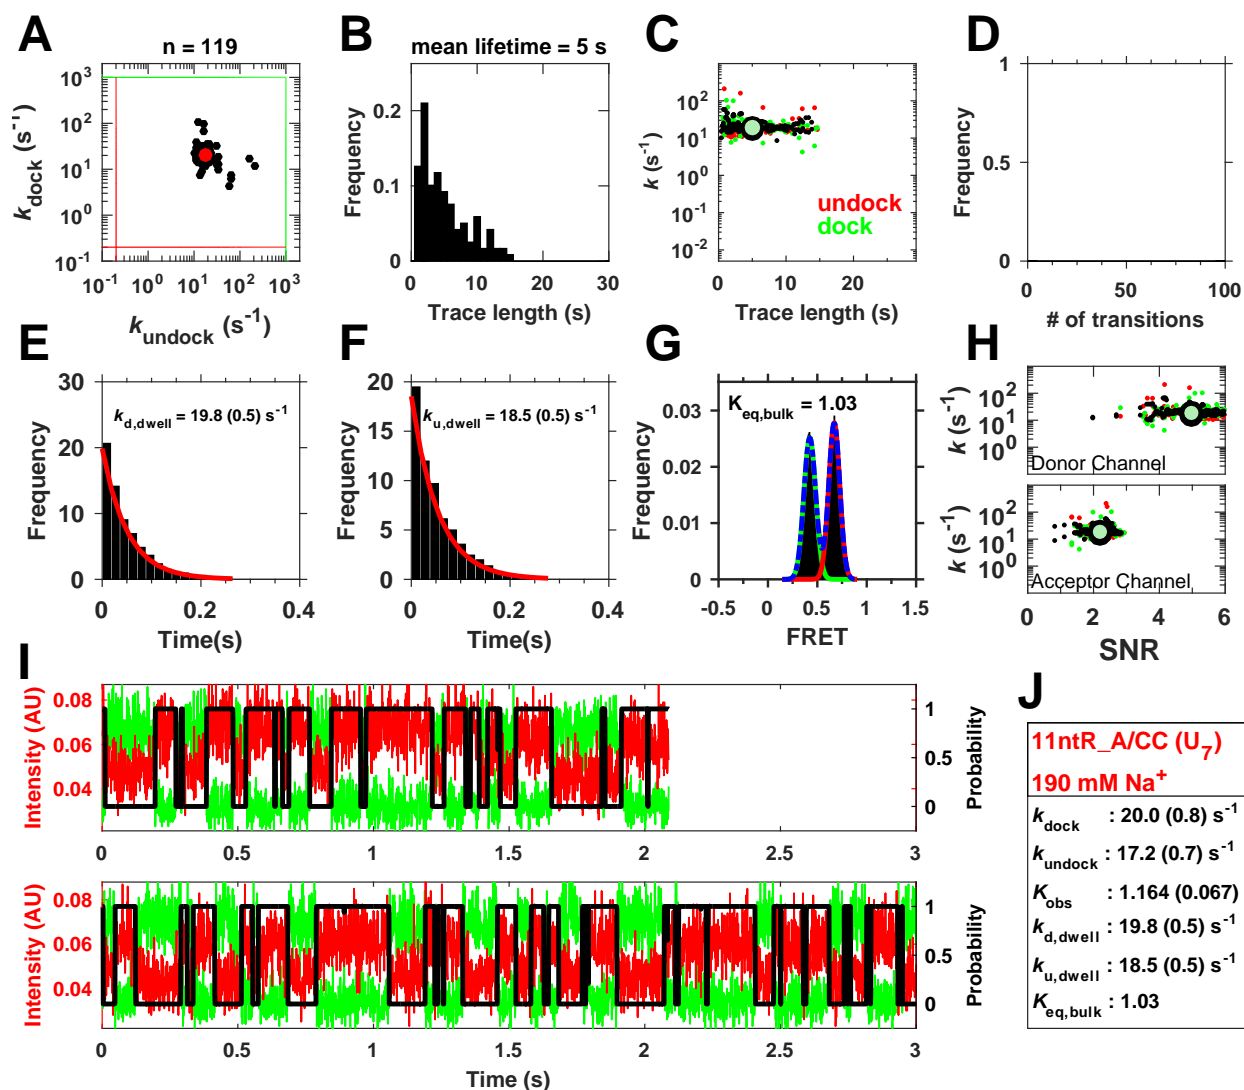 A
n = 119
k_dock (s⁻¹)
10³
10²
10¹
10⁰
10⁻¹
10⁻¹ 10⁰ 10¹ 10² 10³
k_undock (s⁻¹)
B
mean lifetime = 5 s
Frequency
0.2
0.1
0
0 10 20 30
Trace length (s)
C
k (s⁻¹)
10²
10¹
10⁰
10⁻¹
10⁻²
undock
dock
0 10 20
Trace length (s)
D
Frequency
1
0.5
0
0 50 100
# of transitions
E
Frequency
30
20
10
0
k_d,dwell = 19.8 (0.5) s⁻¹
0 0.2 0.4
Time(s)
F
Frequency
20
15
10
5
0
k_u,dwell = 18.5 (0.5) s⁻¹
0 0.2 0.4
Time(s)
G
Frequency
0.03
0.015
0
K_eq,bulk = 1.03
-0.5 0 0.5 1 1.5
FRET
H
k (s⁻¹)
10²
10¹
10⁰
Donor Channel
k (s⁻¹)
10²
10¹
10⁰
Acceptor Channel
0 2 4 6
SNR
I
Intensity (AU)
0.08
0.06
0.04
1
0.5
0
Probability
0 0.5 1 1.5 2 2.5 3
Intensity (AU)
0.08
0.06
0.04
1
0.5
0
Probability
0 0.5 1 1.5 2 2.5 3
Time (s)
J
11ntR_A/CC (U₇)
190 mM Na⁺
k_dock : 20.0 (0.8) s⁻¹
k_undock : 17.2 (0.7) s⁻¹
K_obs : 1.164 (0.067)
k_d,dwell : 19.8 (0.5) s⁻¹
k_u,dwell : 18.5 (0.5) s⁻¹
K_eq,bulk : 1.03